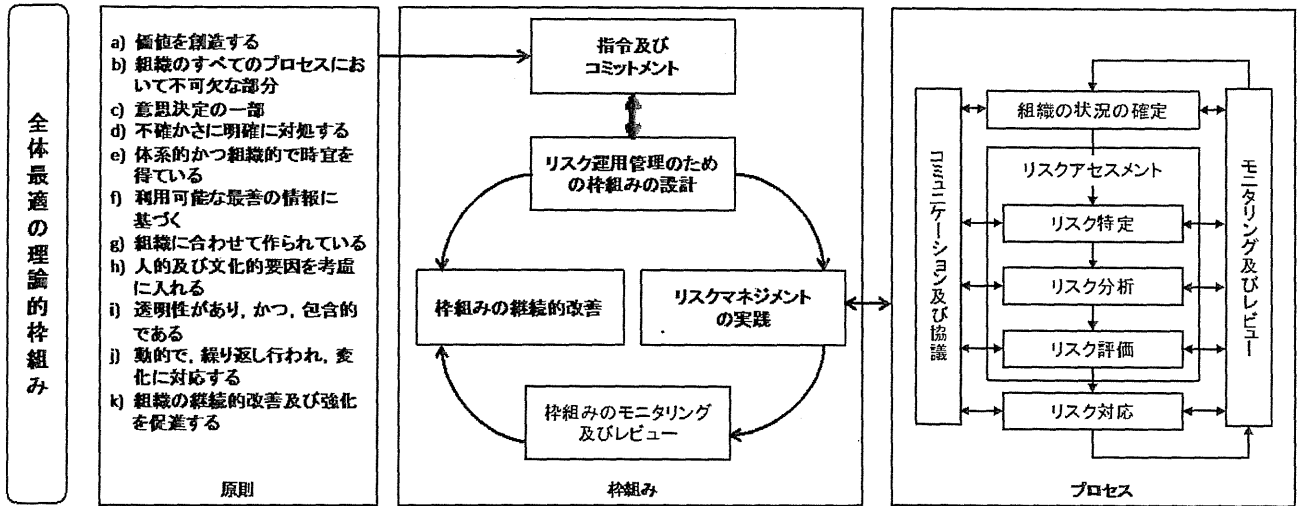 全体最適の理論的枠組み
a) 価値を創造する
b) 組織のすべてのプロセスにお
いて不可欠な部分
c) 意思決定の一部
d) 不確かさに明確に対処する
e) 体系的かつ組織的で時宜を
得ている
f) 利用可能な最善の情報に
基づく
g) 組織に合わせて作られている
h) 人的及び文化的要因を考慮
に入れる
i) 透明性があり，かつ，包含的
である
j) 動的で，繰り返し行われ，変
化に対応する
k) 組織の継続的改善及び強化
を促進する
原則
指令及び
コミットメント
リスク運用管理のため
の枠組みの設計
枠組みの継続的改善
リスクマネジメント
の実践
枠組みのモニタリング
及びレビュー
枠組み
コミュニケーション及び協議
組織の状況の確定
リスクアセスメント
リスク特定
リスク分析
リスク評価
リスク対応
モニタリング及びレビュー
プロセス